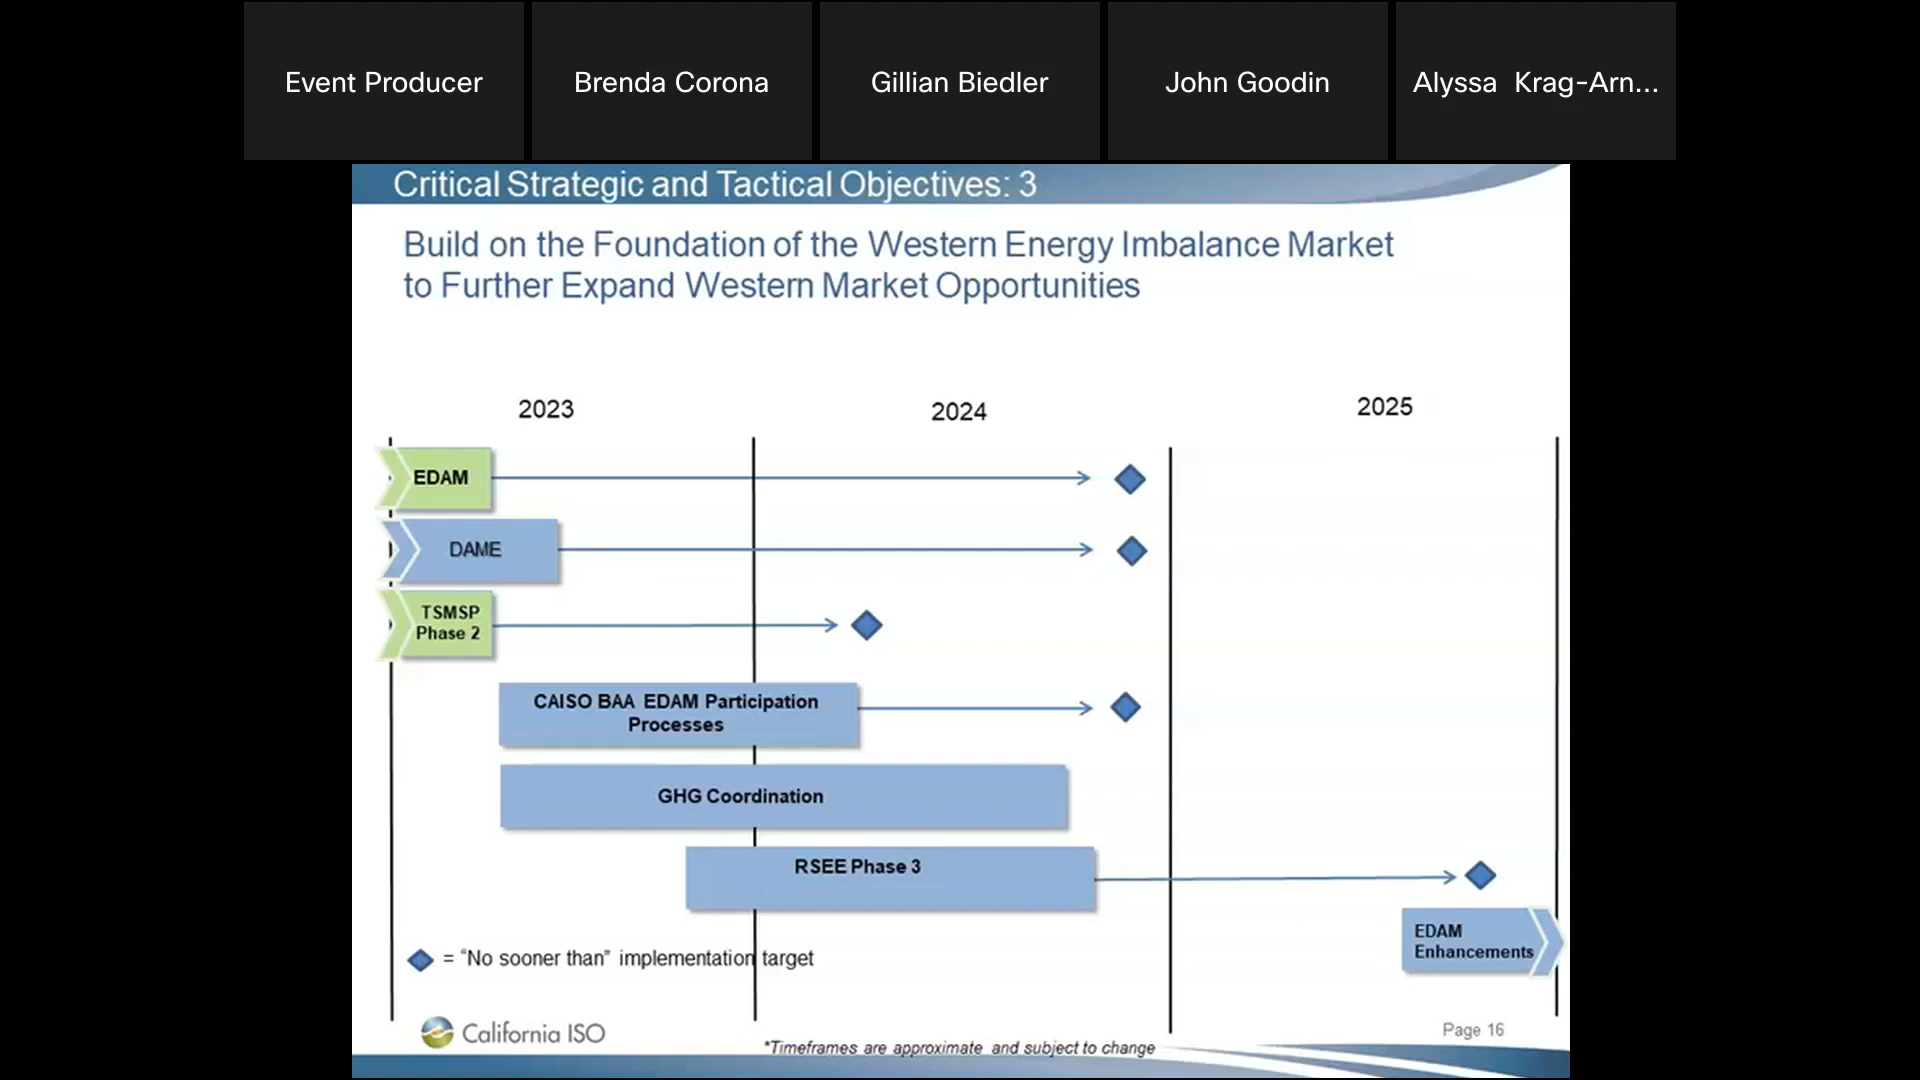 Event Producer
Brenda Corona
Gillian Biedler
John Goodin
Alyssa Krag-Arn...
Critical Strategic and Tactical Objectives: 3
Build on the Foundation of the Western Energy Imbalance Market
to Further Expand Western Market Opportunities
2023
2024
2025
EDAM
DAME
TSMSP
Phase 2
CAISO BAA EDAM Participation
Processes
GHG Coordination
RSEE Phase 3
EDAM
Enhancements
= “No sooner than” implementation target
California ISO
Page 16
*Timeframes are approximate and subject to change